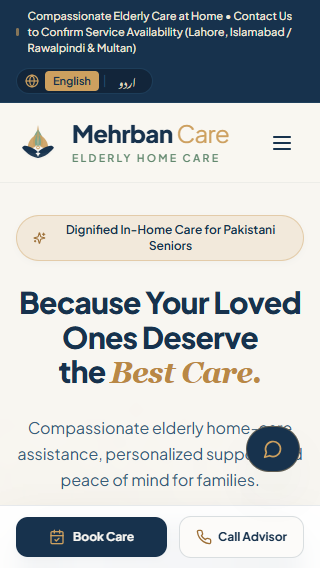 Compassionate Elderly Care at Home • Contact Us
to Confirm Service Availability (Lahore, Islamabad /
Rawalpindi & Multan)
English
اردو
Mehrban Care
ELDERLY HOME CARE
Dignified In-Home Care for Pakistani
Seniors
Because Your Loved
Ones Deserve
the Best Care.
Compassionate elderly home-care
assistance, personalized
peace of mind for families.
Book Care
Call Advisor